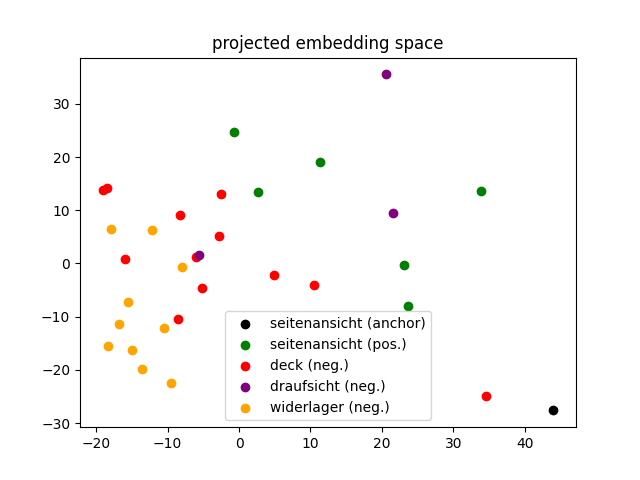 projected embedding space
30
20
10
0
−10
−20
−30
seitenansicht (anchor)
seitenansicht (pos.)
deck (neg.)
draufsicht (neg.)
widerlager (neg.)
−20 −10 0 10 20 30 40